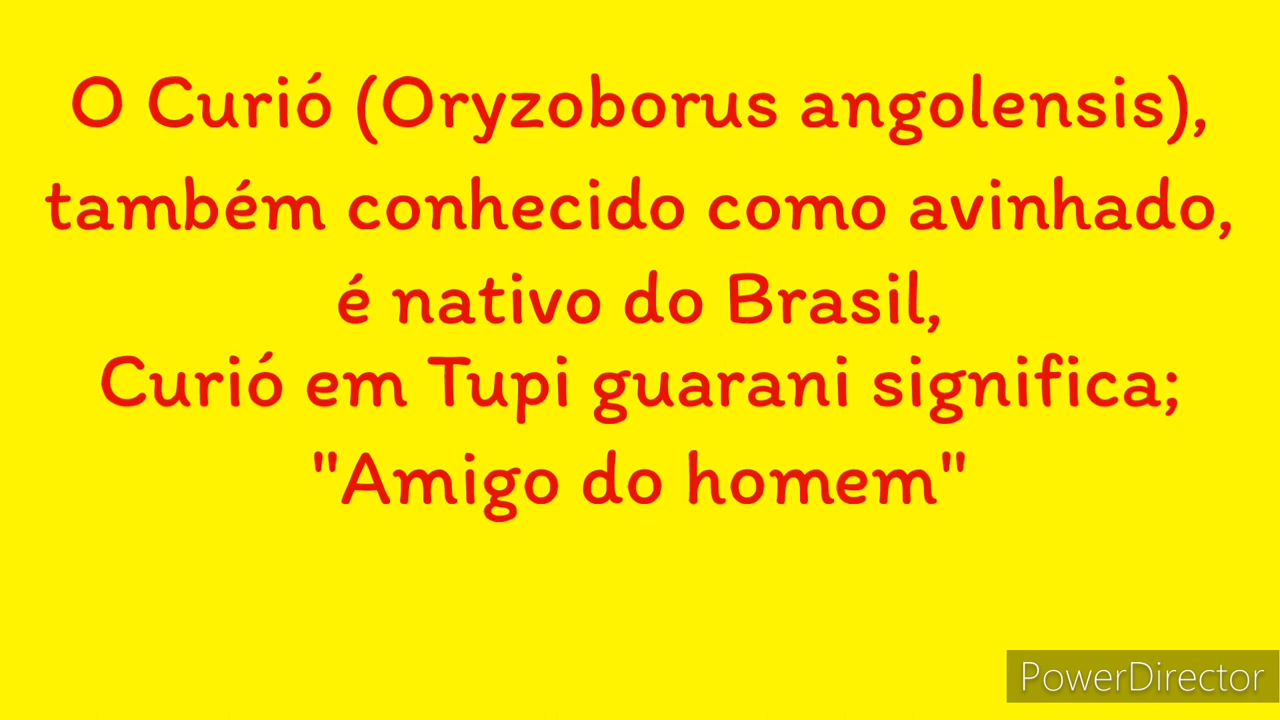 O Curió (Oryzoborus angolensis),
também conhecido como avinhado,
é nativo do Brasil,
Curió em Tupi guarani significa;
"Amigo do homem"
PowerDirector